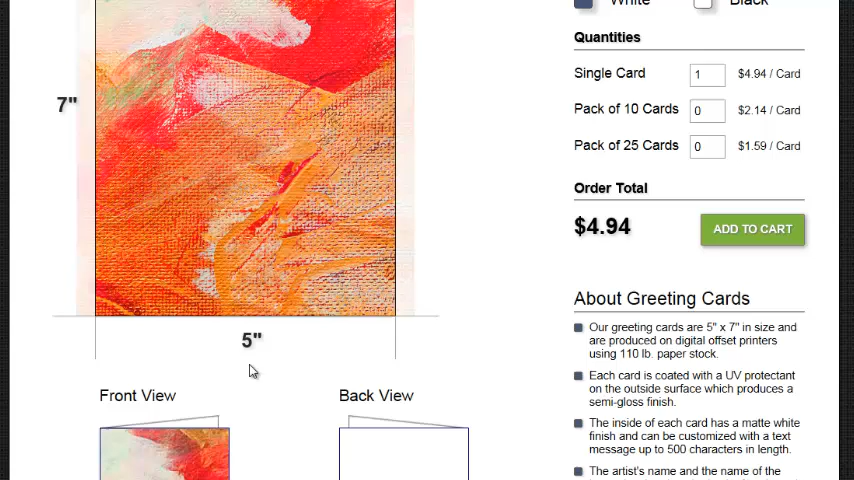 White
Black
Quantities
Single Card 1 $4.94 / Card
Pack of 10 Cards 0 $2.14 / Card
Pack of 25 Cards 0 $1.59 / Card
Order Total
$4.94 ADD TO CART
7"
5"
Front View
Back View
About Greeting Cards
Our greeting cards are 5" x 7" in size and
are produced on digital offset printers
using 110 lb. paper stock.
Each card is coated with a UV protectant
on the outside surface which produces a
semi-gloss finish.
The inside of each card has a matte white
finish and can be customized with a text
message up to 500 characters in length.
The artist's name and the name of the